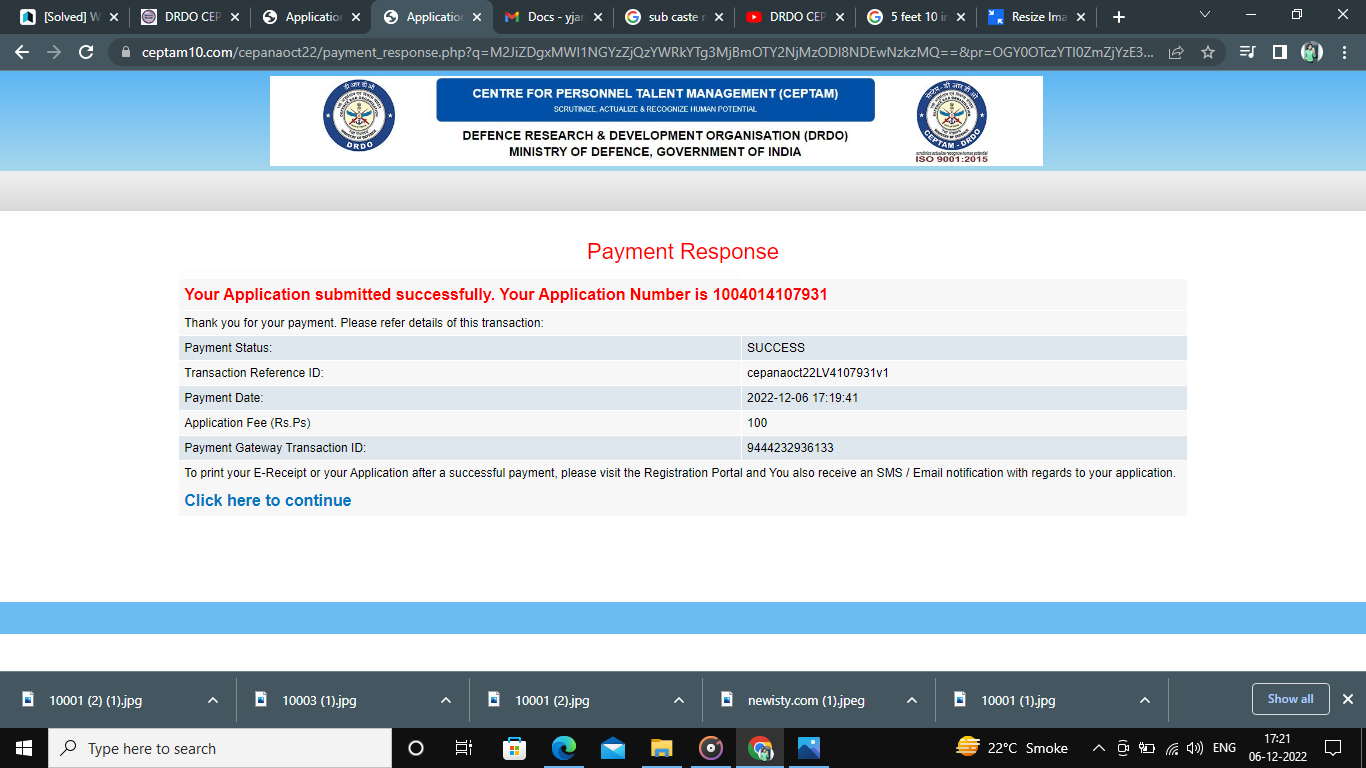 [Solved] W
DRDO CEP
Application
Application
Docs - yjan
sub caste
DRDO CEP
5 feet 10 in
Resize Ima
ceptam10.com/cepanaoct22/payment_response.php?q=M2JiZDgxMWI1NGYzZjQzYWRkYTg3MjBmOTY2NjMzODI8NDEwNzkzMQ==&pr=OGY0OTczYTI0ZmZjYzE3...
CENTRE FOR PERSONNEL TALENT MANAGEMENT (CEPTAM)
SCRUTINIZE, ACTUALIZE & RECOGNIZE HUMAN POTENTIAL
DEFENCE RESEARCH & DEVELOPMENT ORGANISATION (DRDO)
MINISTRY OF DEFENCE, GOVERNMENT OF INDIA
DRDO
CEPTAM - DRDO
ISO 9001:2015
Payment Response
Your Application submitted successfully. Your Application Number is 1004014107931
Thank you for your payment. Please refer details of this transaction:
Payment Status: SUCCESS
Transaction Reference ID: cepanaoct22LV4107931v1
Payment Date: 2022-12-06 17:19:41
Application Fee (Rs.Ps) 100
Payment Gateway Transaction ID: 9444232936133
To print your E-Receipt or your Application after a successful payment, please visit the Registration Portal and You also receive an SMS / Email notification with regards to your application.
Click here to continue
10001 (2) (1).jpg
10003 (1).jpg
10001 (2).jpg
newisty.com (1).jpeg
10001 (1).jpg
Show all
Type here to search
22°C Smoke
ENG
17:21
06-12-2022